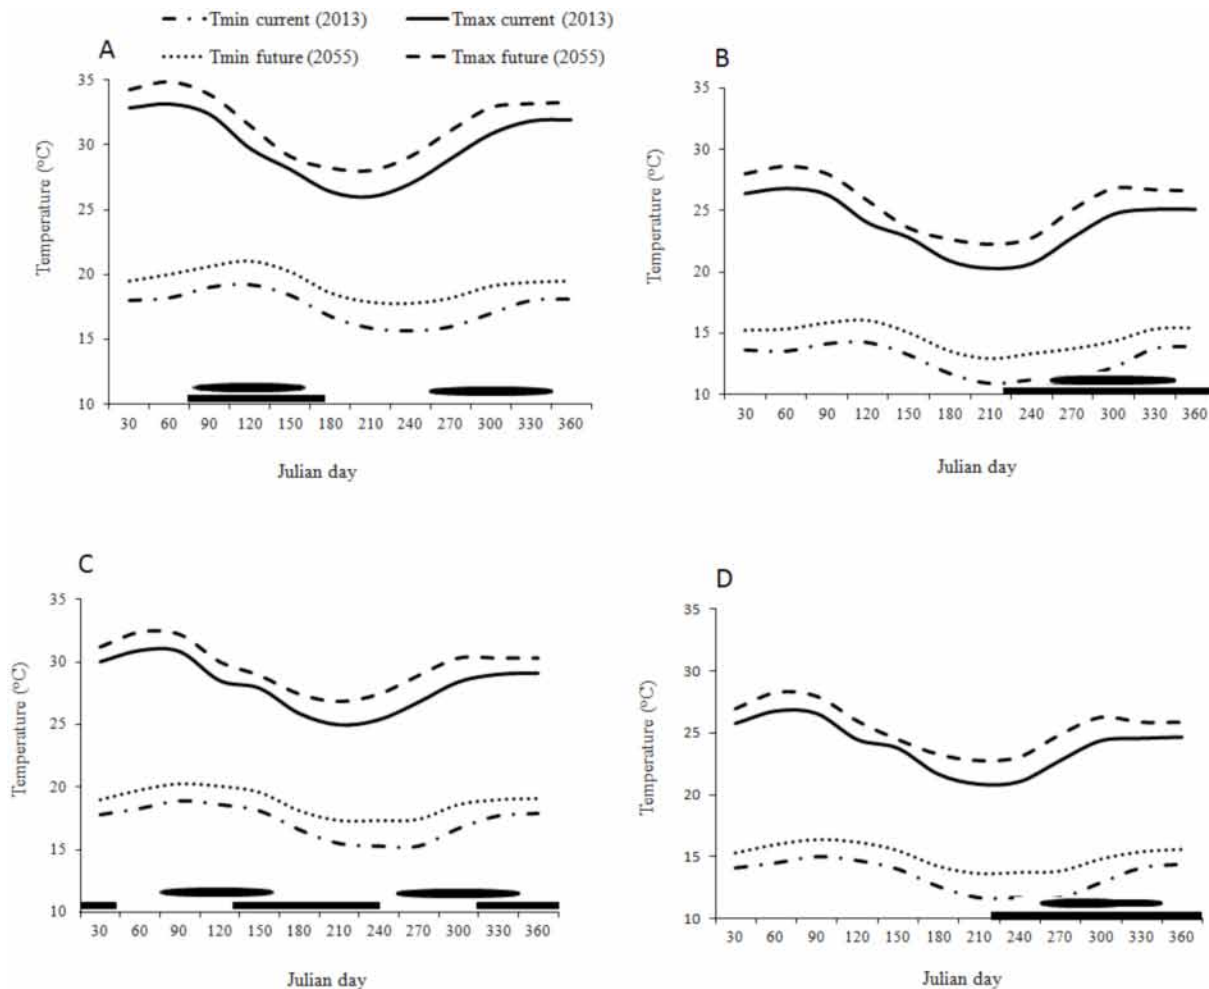 Tmin current (2013) Tmax current (2013)
A
Tmin future (2055) Tmax future (2055)
B
35
30
25
20
15
10
Temperature (°C)
30 60 90 120 150 180 210 240 270 300 330 360
Julian day
35
30
25
20
15
10
Temperature (°C)
30 60 90 120 150 180 210 240 270 300 330 360
Julian day
C
35
30
25
20
15
10
Temperature (°C)
30 60 90 120 150 180 210 240 270 300 330 360
Julian day
D
35
30
25
20
15
10
Temperature (°C)
30 60 90 120 150 180 210 240 270 300 330 360
Julian day